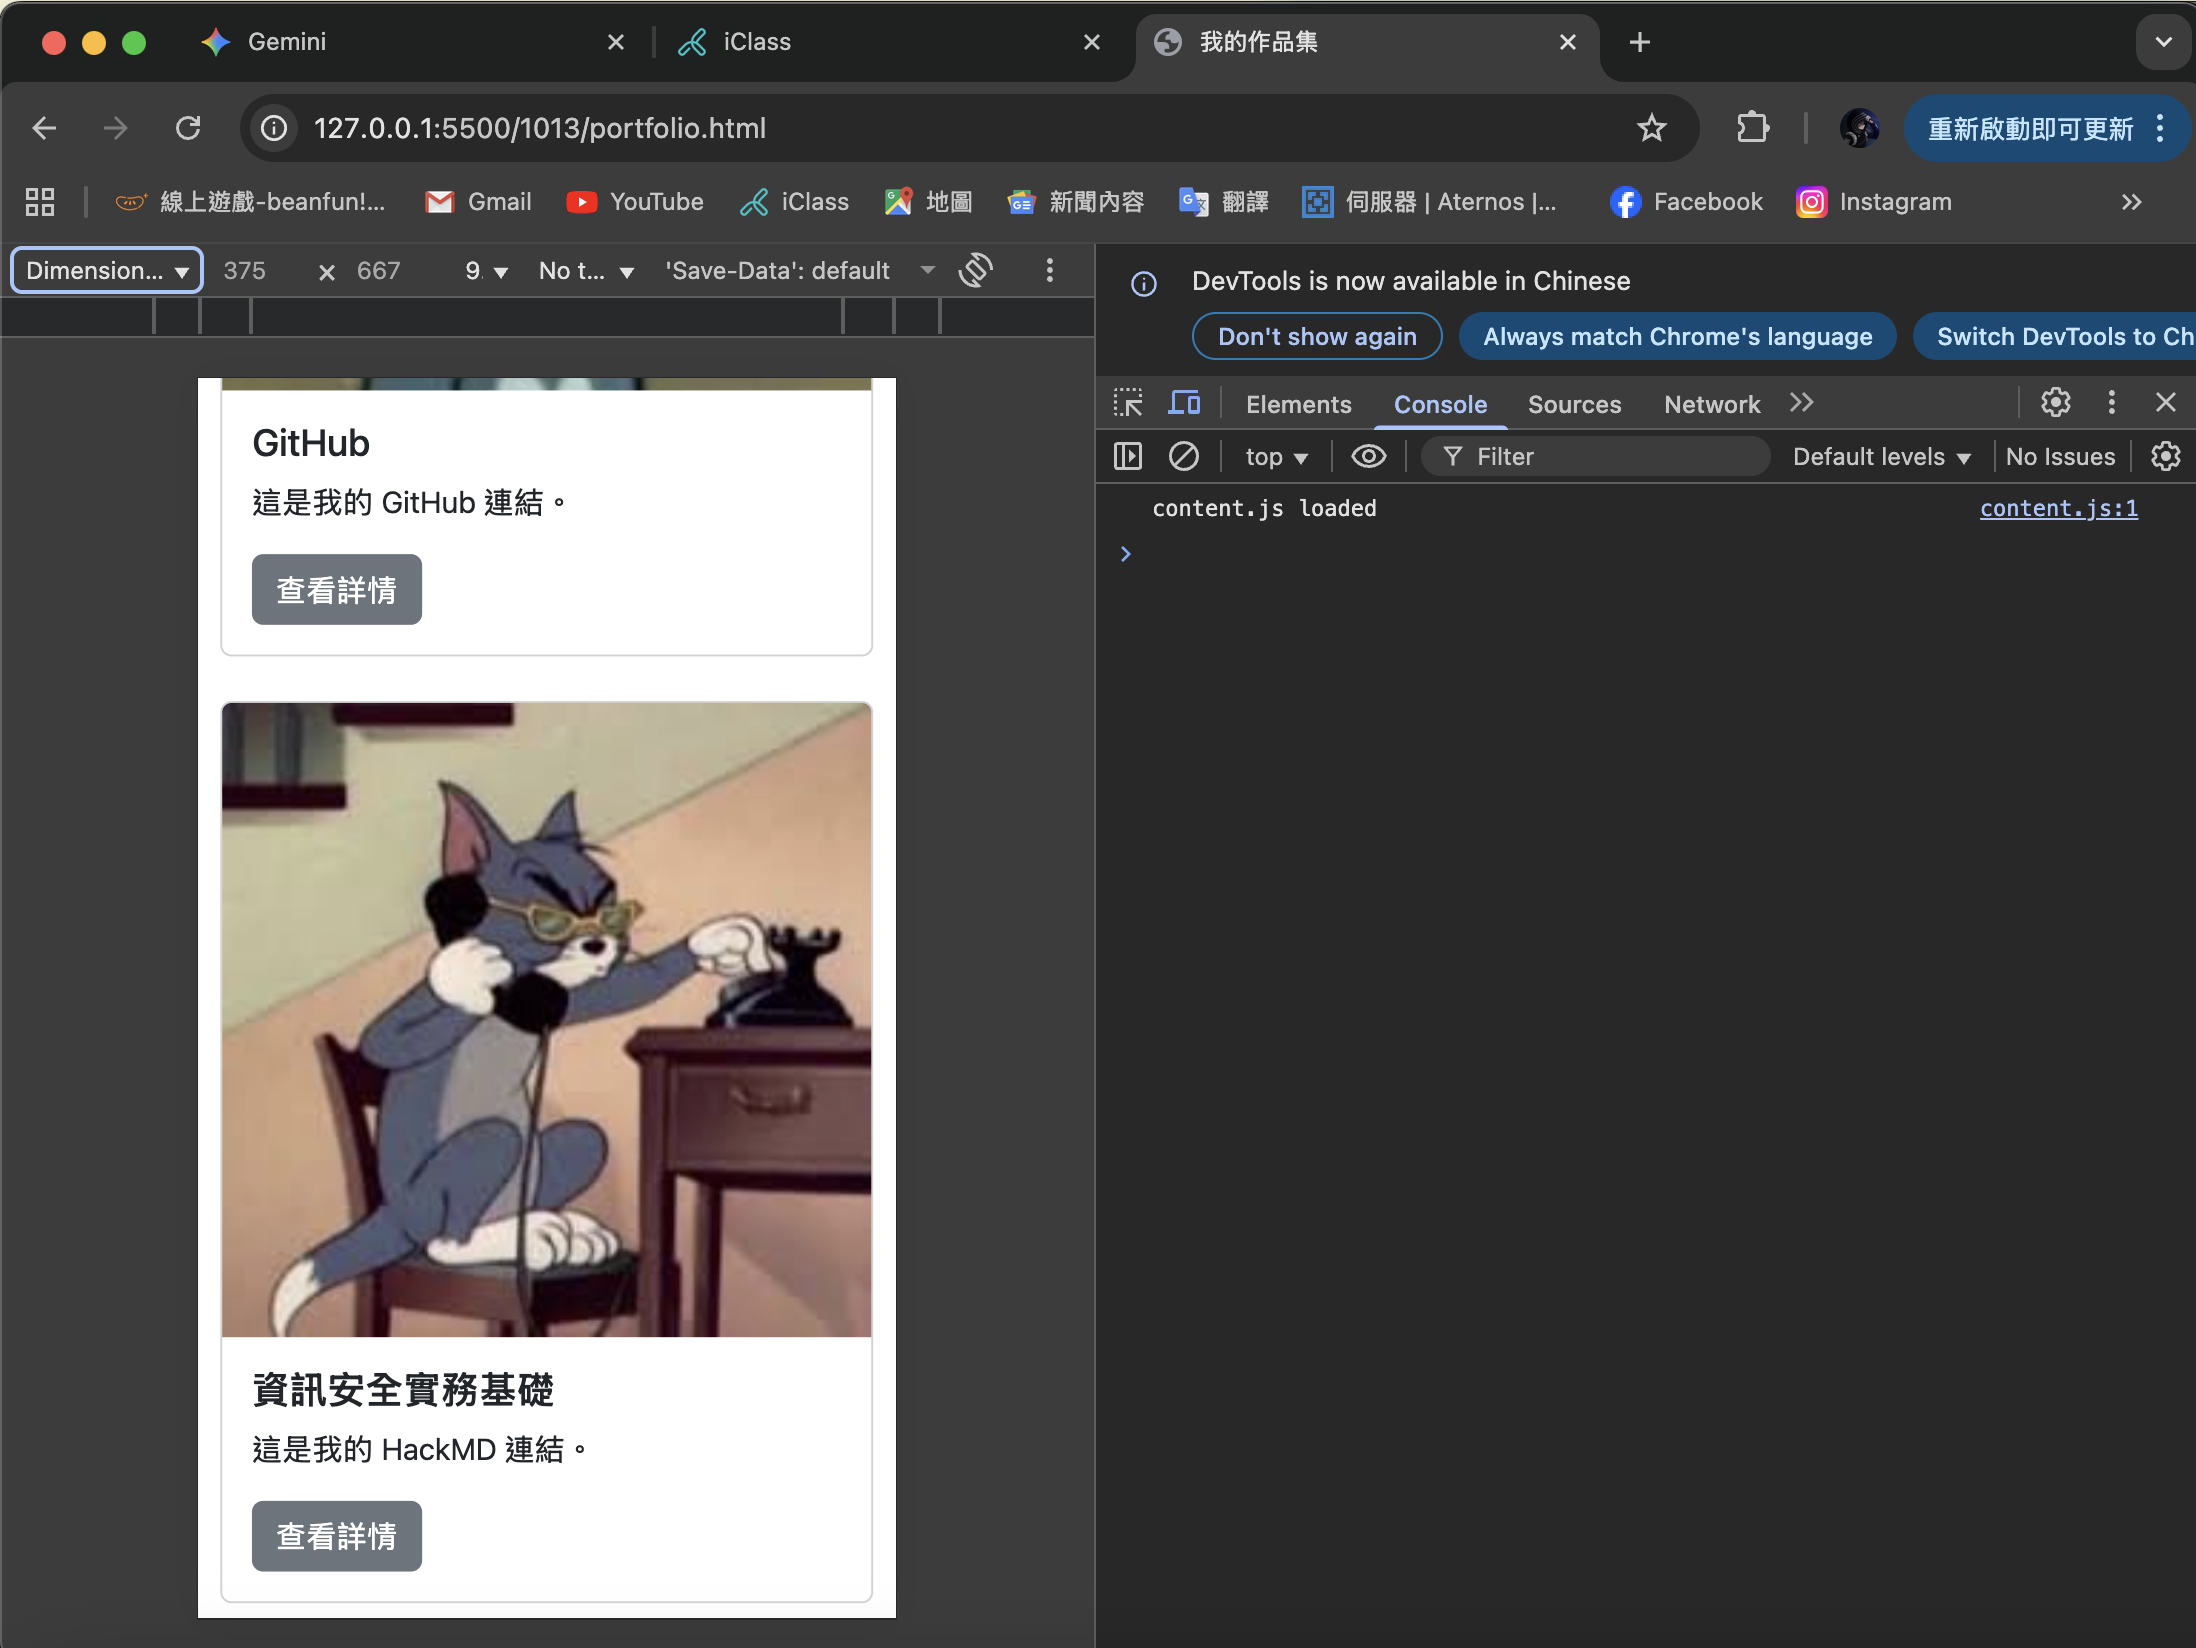 Gemini
iClass
我的作品集
127.0.0.1:5500/1013/portfolio.html
重新啟動即可更新
線上遊戲-beanfun!...
Gmail
YouTube
iClass
地圖
新聞內容
翻譯
伺服器 | Aternos |...
Facebook
Instagram
Dimension...
375
×
667
9.
No t...
'Save-Data': default
DevTools is now available in Chinese
Don't show again
Always match Chrome's language
Switch DevTools to Ch
Elements
Console
Sources
Network
top
Filter
Default levels
No Issues
content.js loaded
content.js:1
GitHub
這是我的 GitHub 連結。
查看詳情
資訊安全實務基礎
這是我的 HackMD 連結。
查看詳情